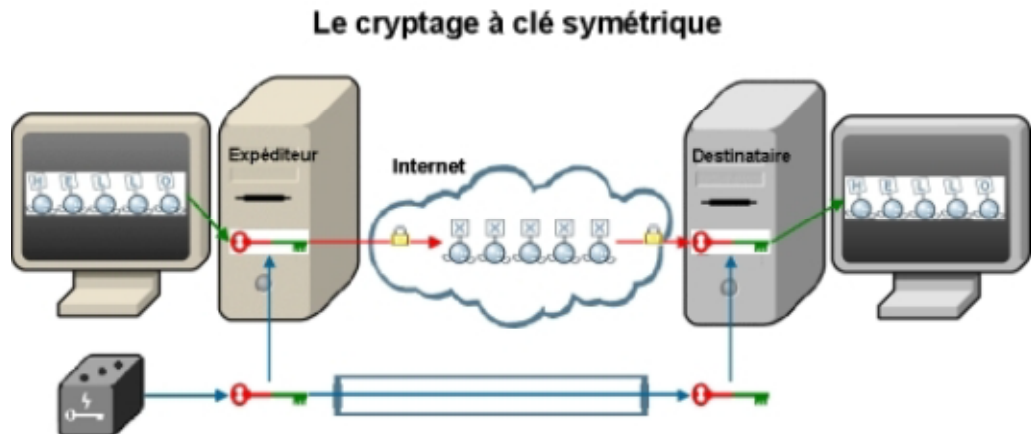 Le cryptage à clé symétrique
Expéditeur
Internet
Destinataire
H E L L O
X X X X X
H E L L O